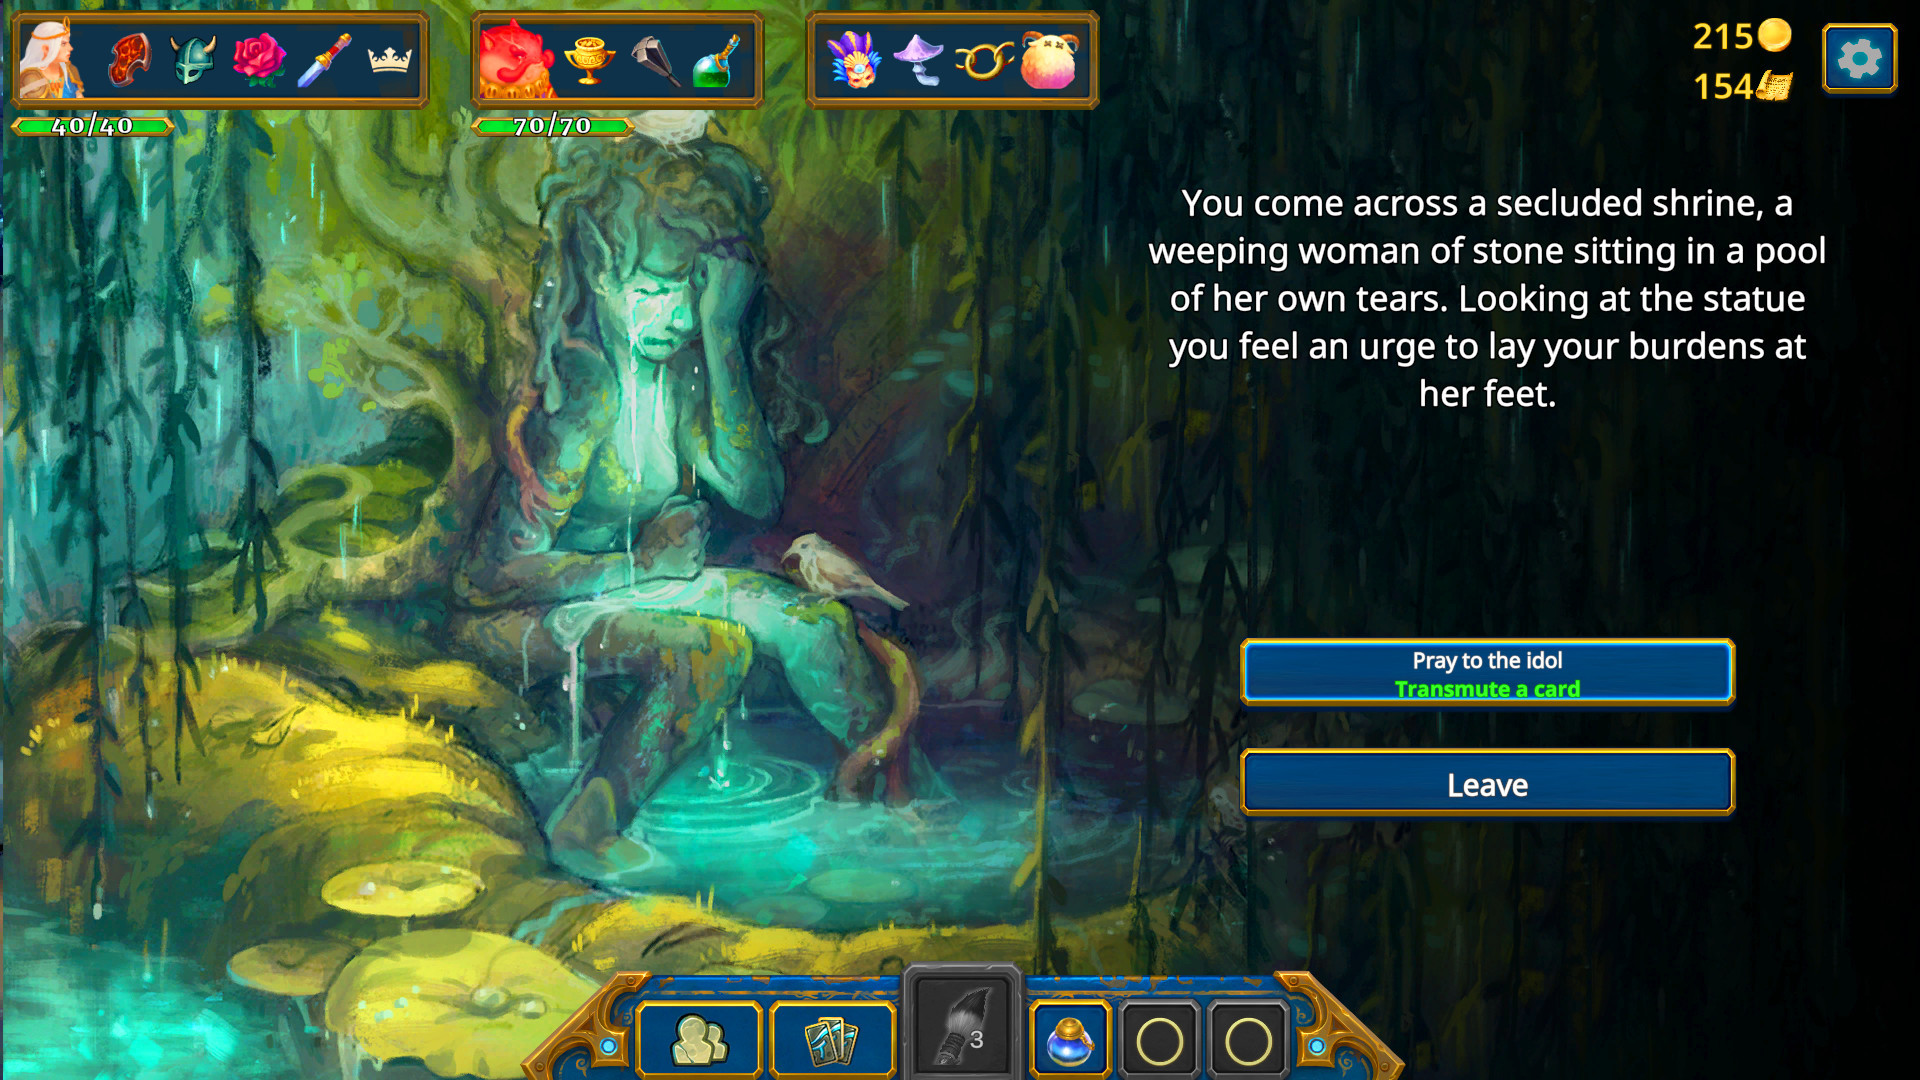 215
154
40/40
70/70
You come across a secluded shrine, a
weeping woman of stone sitting in a pool
of her own tears. Looking at the statue
you feel an urge to lay your burdens at
her feet.
Pray to the idol
Transmute a card
Leave
3